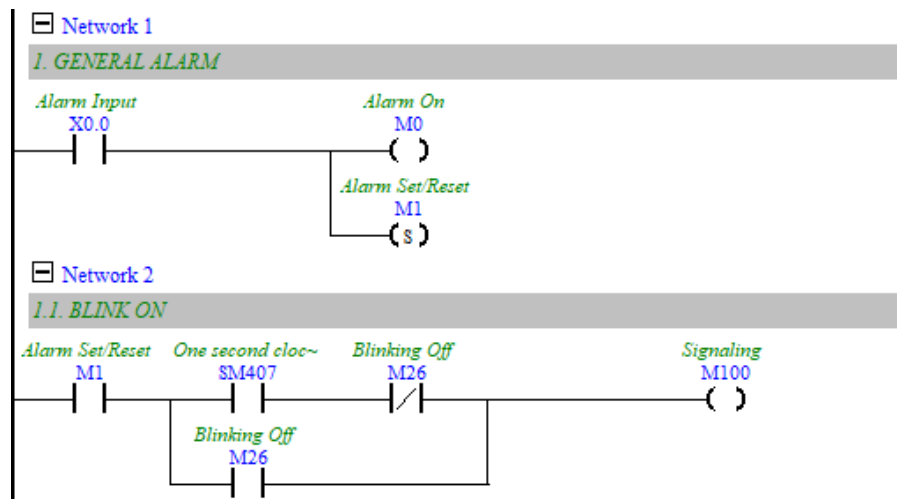 Network 1
1. GENERAL ALARM
Alarm Input Alarm On
X0.0 M0
Alarm Set/Reset
M1
S
Network 2
1.1. BLINK ON
Alarm Set/Reset One second cloc~ Blinking Off Signaling
M1 SM407 M26 M100
Blinking Off
M26